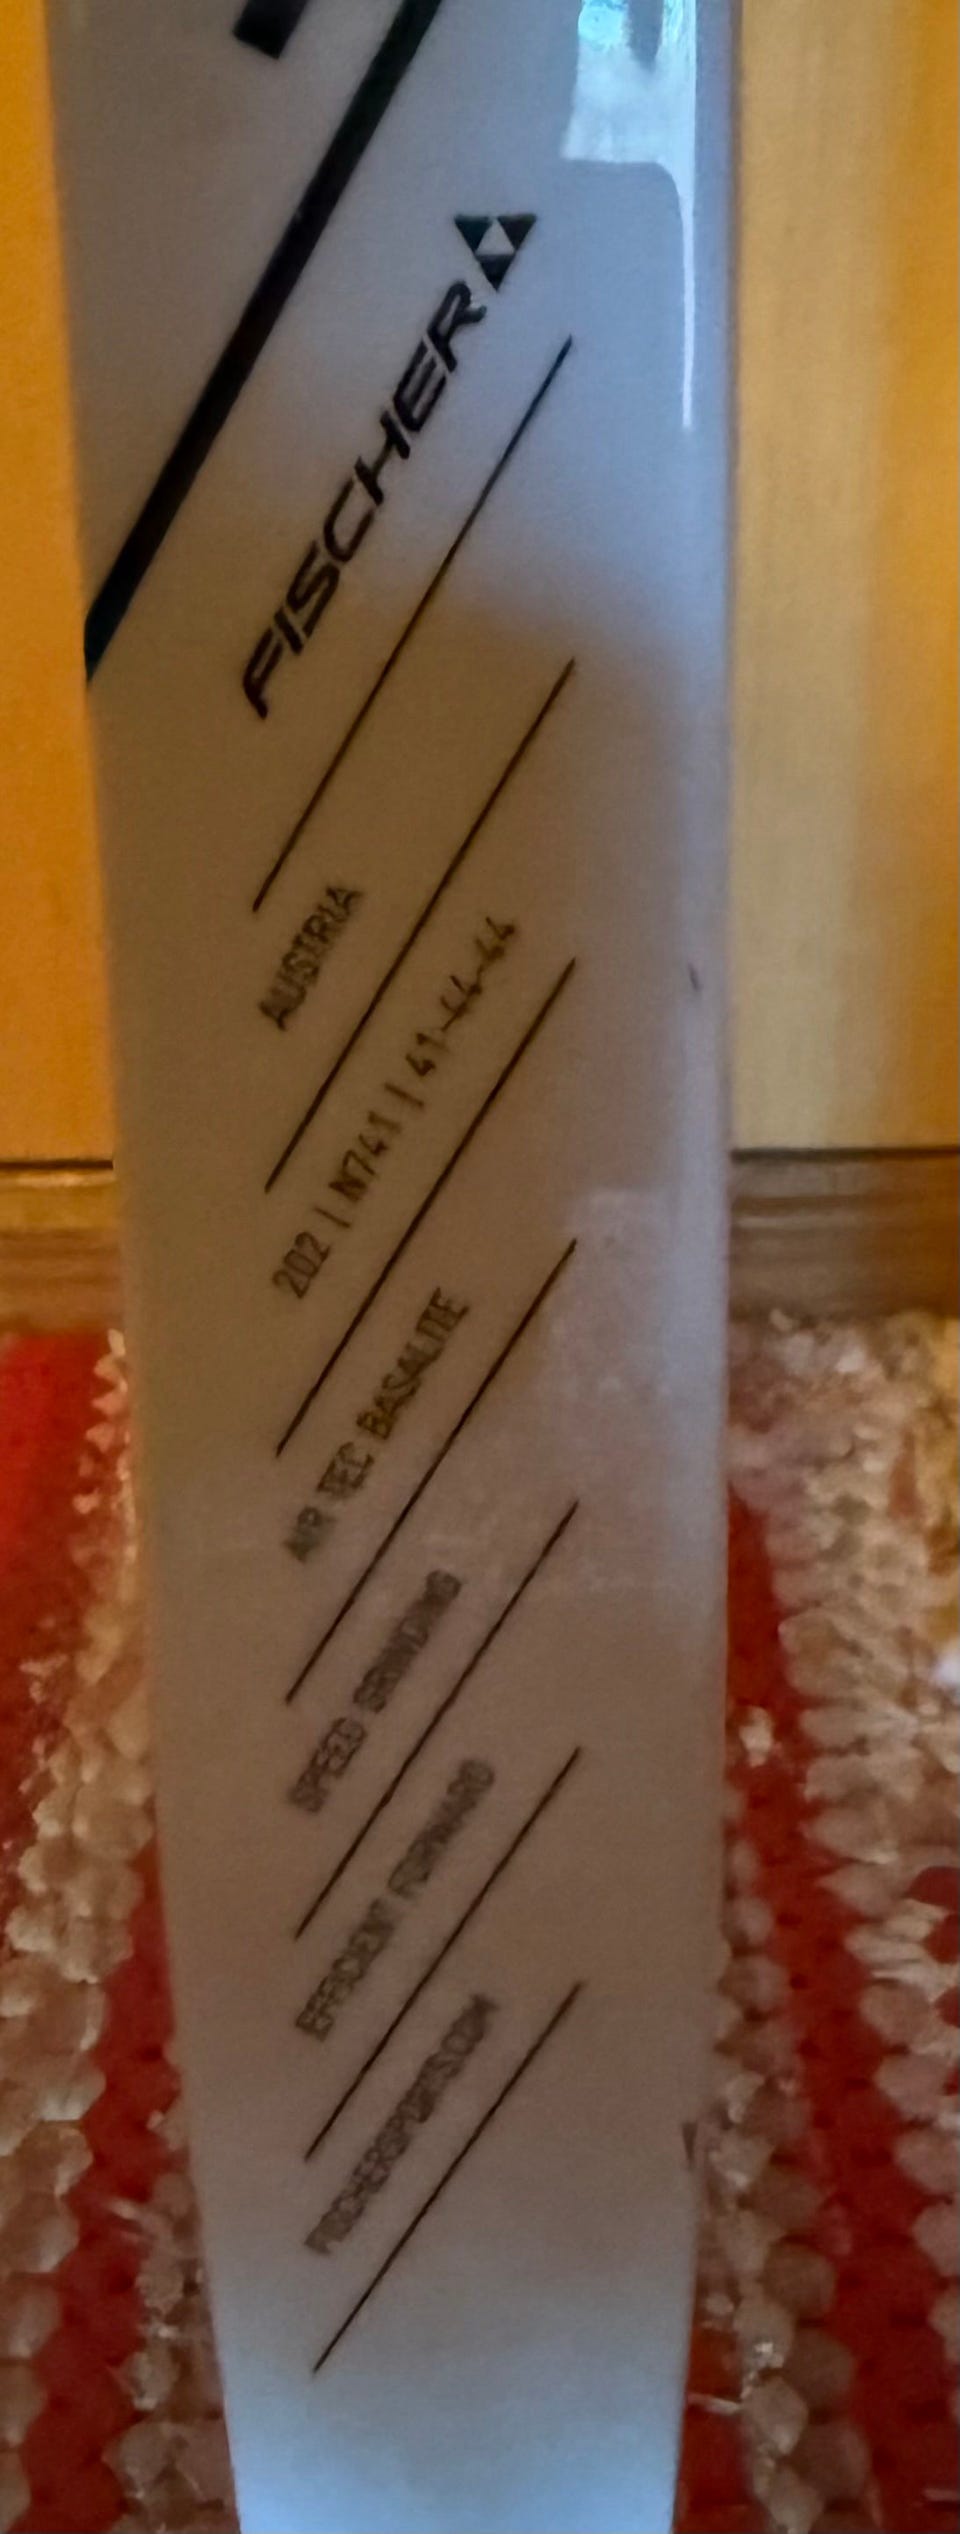 FISCHER
AUSTRIA
202 | N741 | 41-44-44
AIR TEC BASALITE
SPEED GRINDING
EFFICIENT FORWARD
FISCHERSPORTS.COM